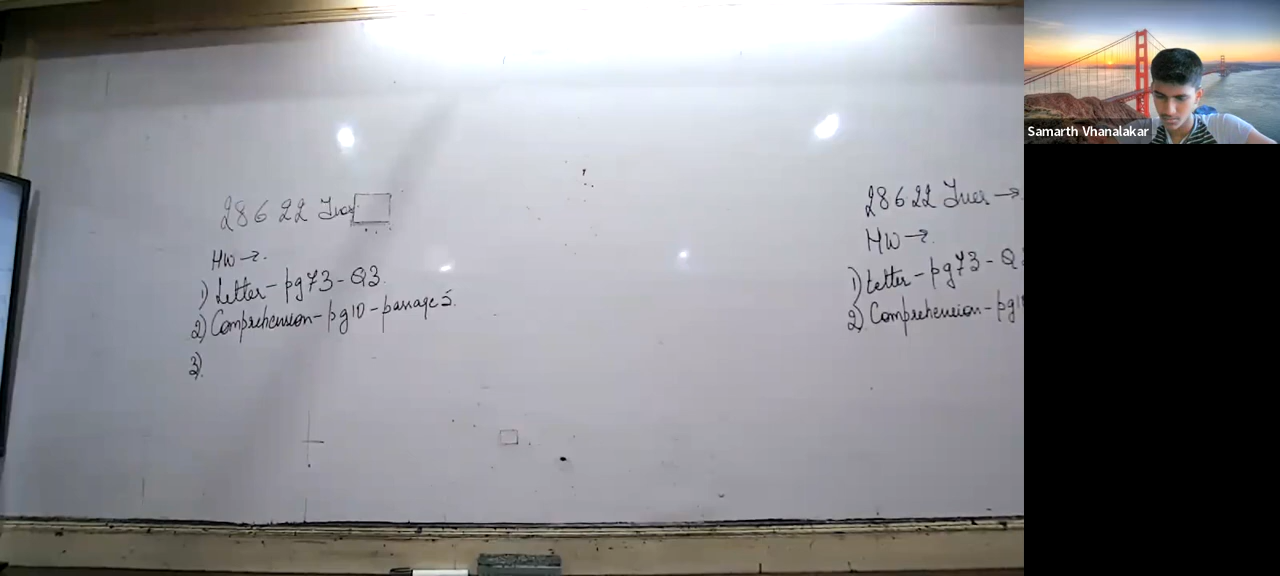 28 6 22 Tues
HW →.
1) Letter - pg 73 - Q3.
2) Comprehension - pg 10 - passage 5.
3)
28 6 22 Tues →
HW →.
1) Letter - pg 73 - Q
2) Comprehension - pg 1
Samarth Vhanalakar